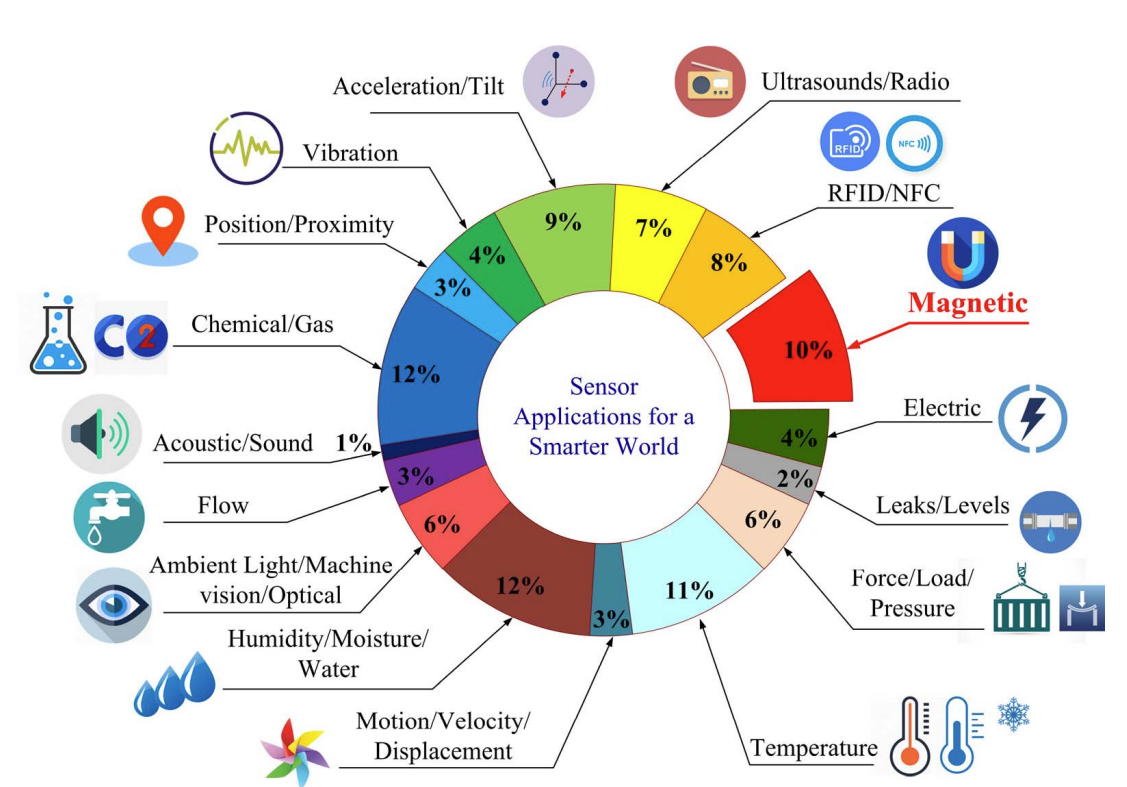 Acceleration/Tilt
Ultrasounds/Radio
RFID
NFC
RFID/NFC
Vibration
Position/Proximity
Magnetic
Chemical/Gas
CO2
Acoustic/Sound
Flow
Ambient Light/Machine
vision/Optical
Humidity/Moisture/
Water
Motion/Velocity/
Displacement
Temperature
Force/Load/
Pressure
Leaks/Levels
Electric
9%
7%
8%
10%
4%
2%
6%
11%
3%
12%
6%
3%
1%
12%
3%
4%
Sensor
Applications for a
Smarter World